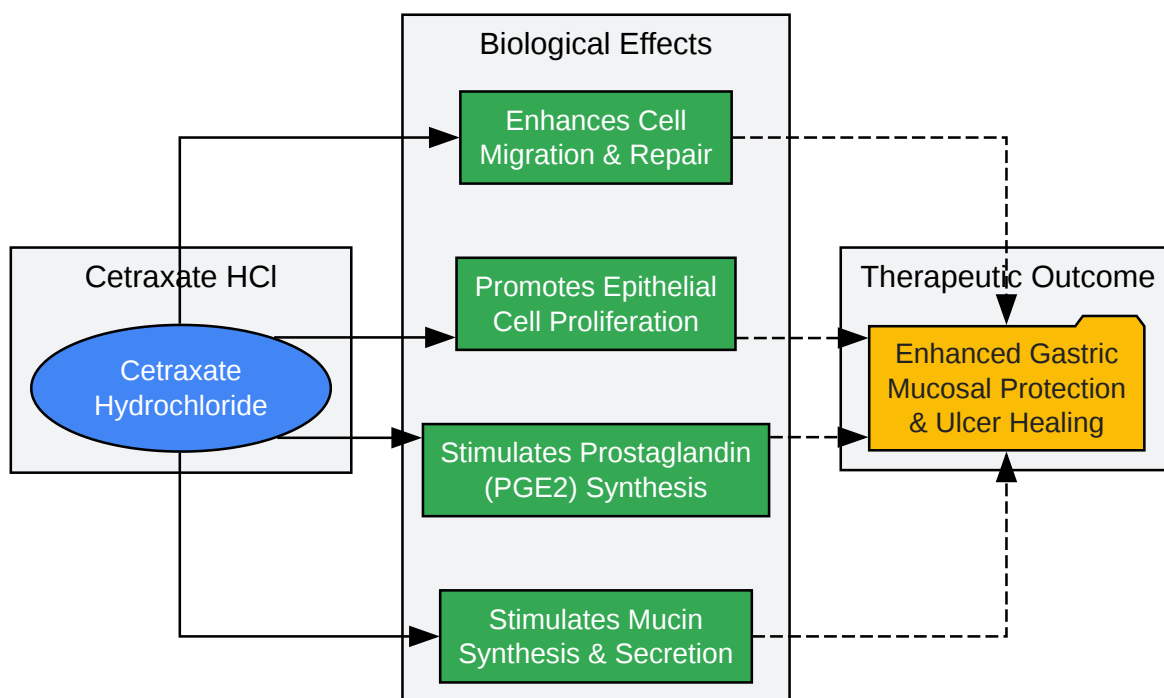 Biological Effects
Enhances Cell
Migration & Repair
Cetraxate HCl
Promotes Epithelial
Cell Proliferation
Therapeutic Outcome
Cetraxate
Hydrochloride
Enhanced Gastric
Mucosal Protection
& Ulcer Healing
Stimulates Prostaglandin
(PGE2) Synthesis
Stimulates Mucin
Synthesis & Secretion